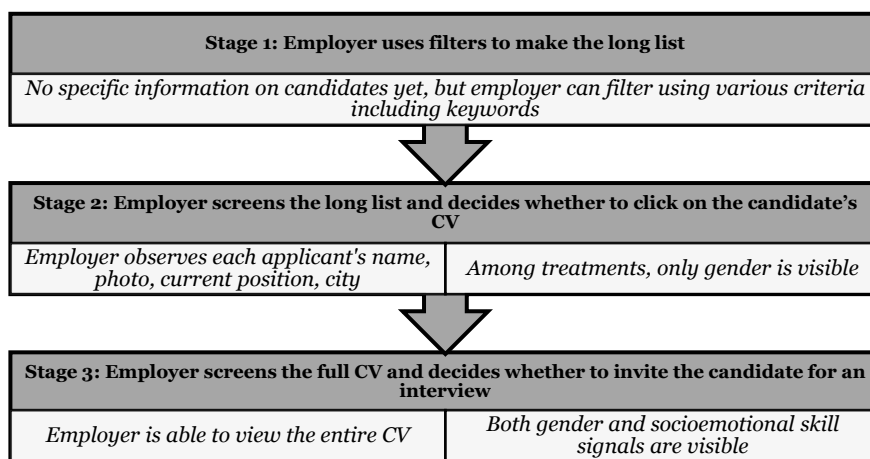 Stage 1: Employer uses filters to make the long list
No specific information on candidates yet, but employer can filter using various criteria
including keywords
Stage 2: Employer screens the long list and decides whether to click on the candidate’s
CV
Employer observes each applicant's name,
photo, current position, city
Among treatments, only gender is visible
Stage 3: Employer screens the full CV and decides whether to invite the candidate for an
interview
Employer is able to view the entire CV
Both gender and socioemotional skill
signals are visible